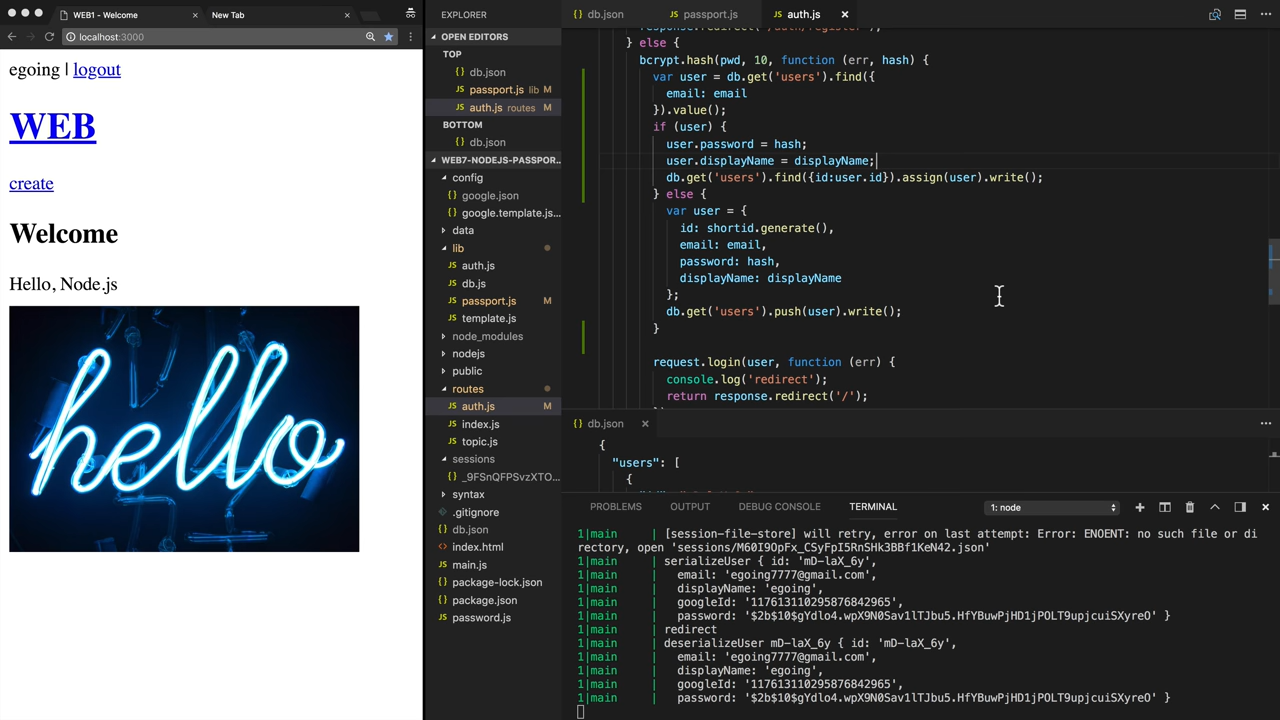 WEB1 - Welcome
New Tab
localhost:3000
egoing | logout
WEB
create
Welcome
Hello, Node.js
hello
EXPLORER
OPEN EDITORS
TOP
db.json
passport.js lib M
auth.js routes M
BOTTOM
db.json
WEB7-NODEJS-PASSPOR...
config
google.json
google.template.js...
data
lib
auth.js
db.js
passport.js M
template.js
node_modules
nodejs
public
routes
auth.js M
index.js
topic.js
sessions
_9FSnQFPSvzXTO...
syntax
.gitignore
db.json
index.html
main.js
package-lock.json
package.json
password.js
db.json
passport.js
auth.js
} else {
bcrypt.hash(pwd, 10, function (err, hash) {
var user = db.get('users').find({
email: email
}).value();
if (user) {
user.password = hash;
user.displayName = displayName;
db.get('users').find({id:user.id}).assign(user).write();
} else {
var user = {
id: shortid.generate(),
email: email,
password: hash,
displayName: displayName
};
db.get('users').push(user).write();
}
request.login(user, function (err) {
console.log('redirect');
return response.redirect('/');
db.json
{
"users": [
{
PROBLEMS OUTPUT DEBUG CONSOLE TERMINAL 1: node
1|main | [session-file-store] will retry, error on last attempt: Error: ENOENT: no such file or di
rectory, open 'sessions/M60I9OpFx_CSyFpI5RnSHk3BBf1KeN42.json'
1|main | serializeUser { id: 'mD-laX_6y',
1|main | email: 'egoing7777@gmail.com',
1|main | displayName: 'egoing',
1|main | googleId: '117613110295876842965',
1|main | password: '$2b$10$gYdlo4.wpX9N0Sav1lTJbu5.HfYBuwPjHD1jPOLT9upjcuiSXyreO' }
1|main | redirect
1|main | deserializeUser mD-laX_6y { id: 'mD-laX_6y',
1|main | email: 'egoing7777@gmail.com',
1|main | displayName: 'egoing',
1|main | googleId: '117613110295876842965',
1|main | password: '$2b$10$gYdlo4.wpX9N0Sav1lTJbu5.HfYBuwPjHD1jPOLT9upjcuiSXyreO' }